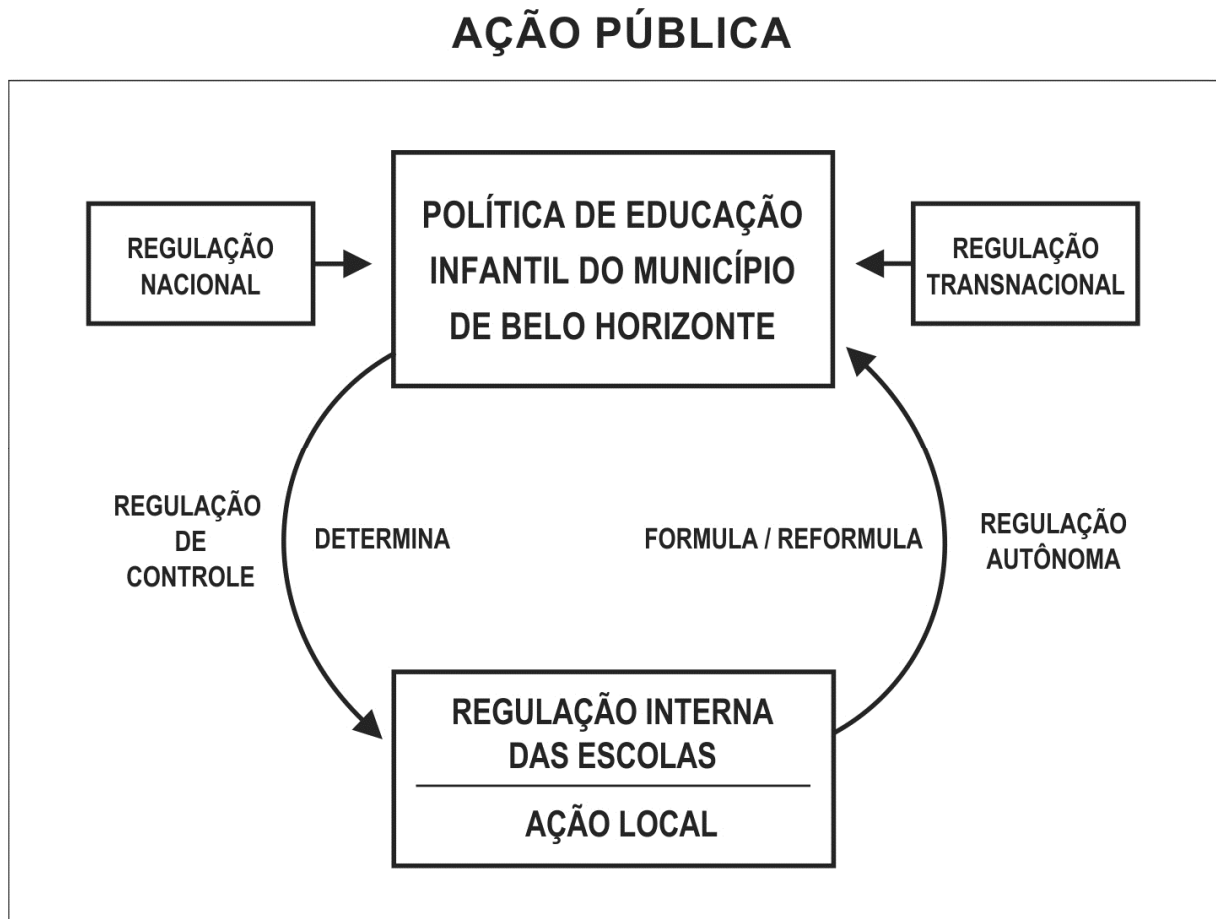 AÇÃO PÚBLICA
REGULAÇÃO
NACIONAL
POLÍTICA DE EDUCAÇÃO
INFANTIL DO MUNICÍPIO
DE BELO HORIZONTE
REGULAÇÃO
TRANSNACIONAL
REGULAÇÃO
DE
CONTROLE
DETERMINA
FORMULA / REFORMULA
REGULAÇÃO
AUTÔNOMA
REGULAÇÃO INTERNA
DAS ESCOLAS
AÇÃO LOCAL